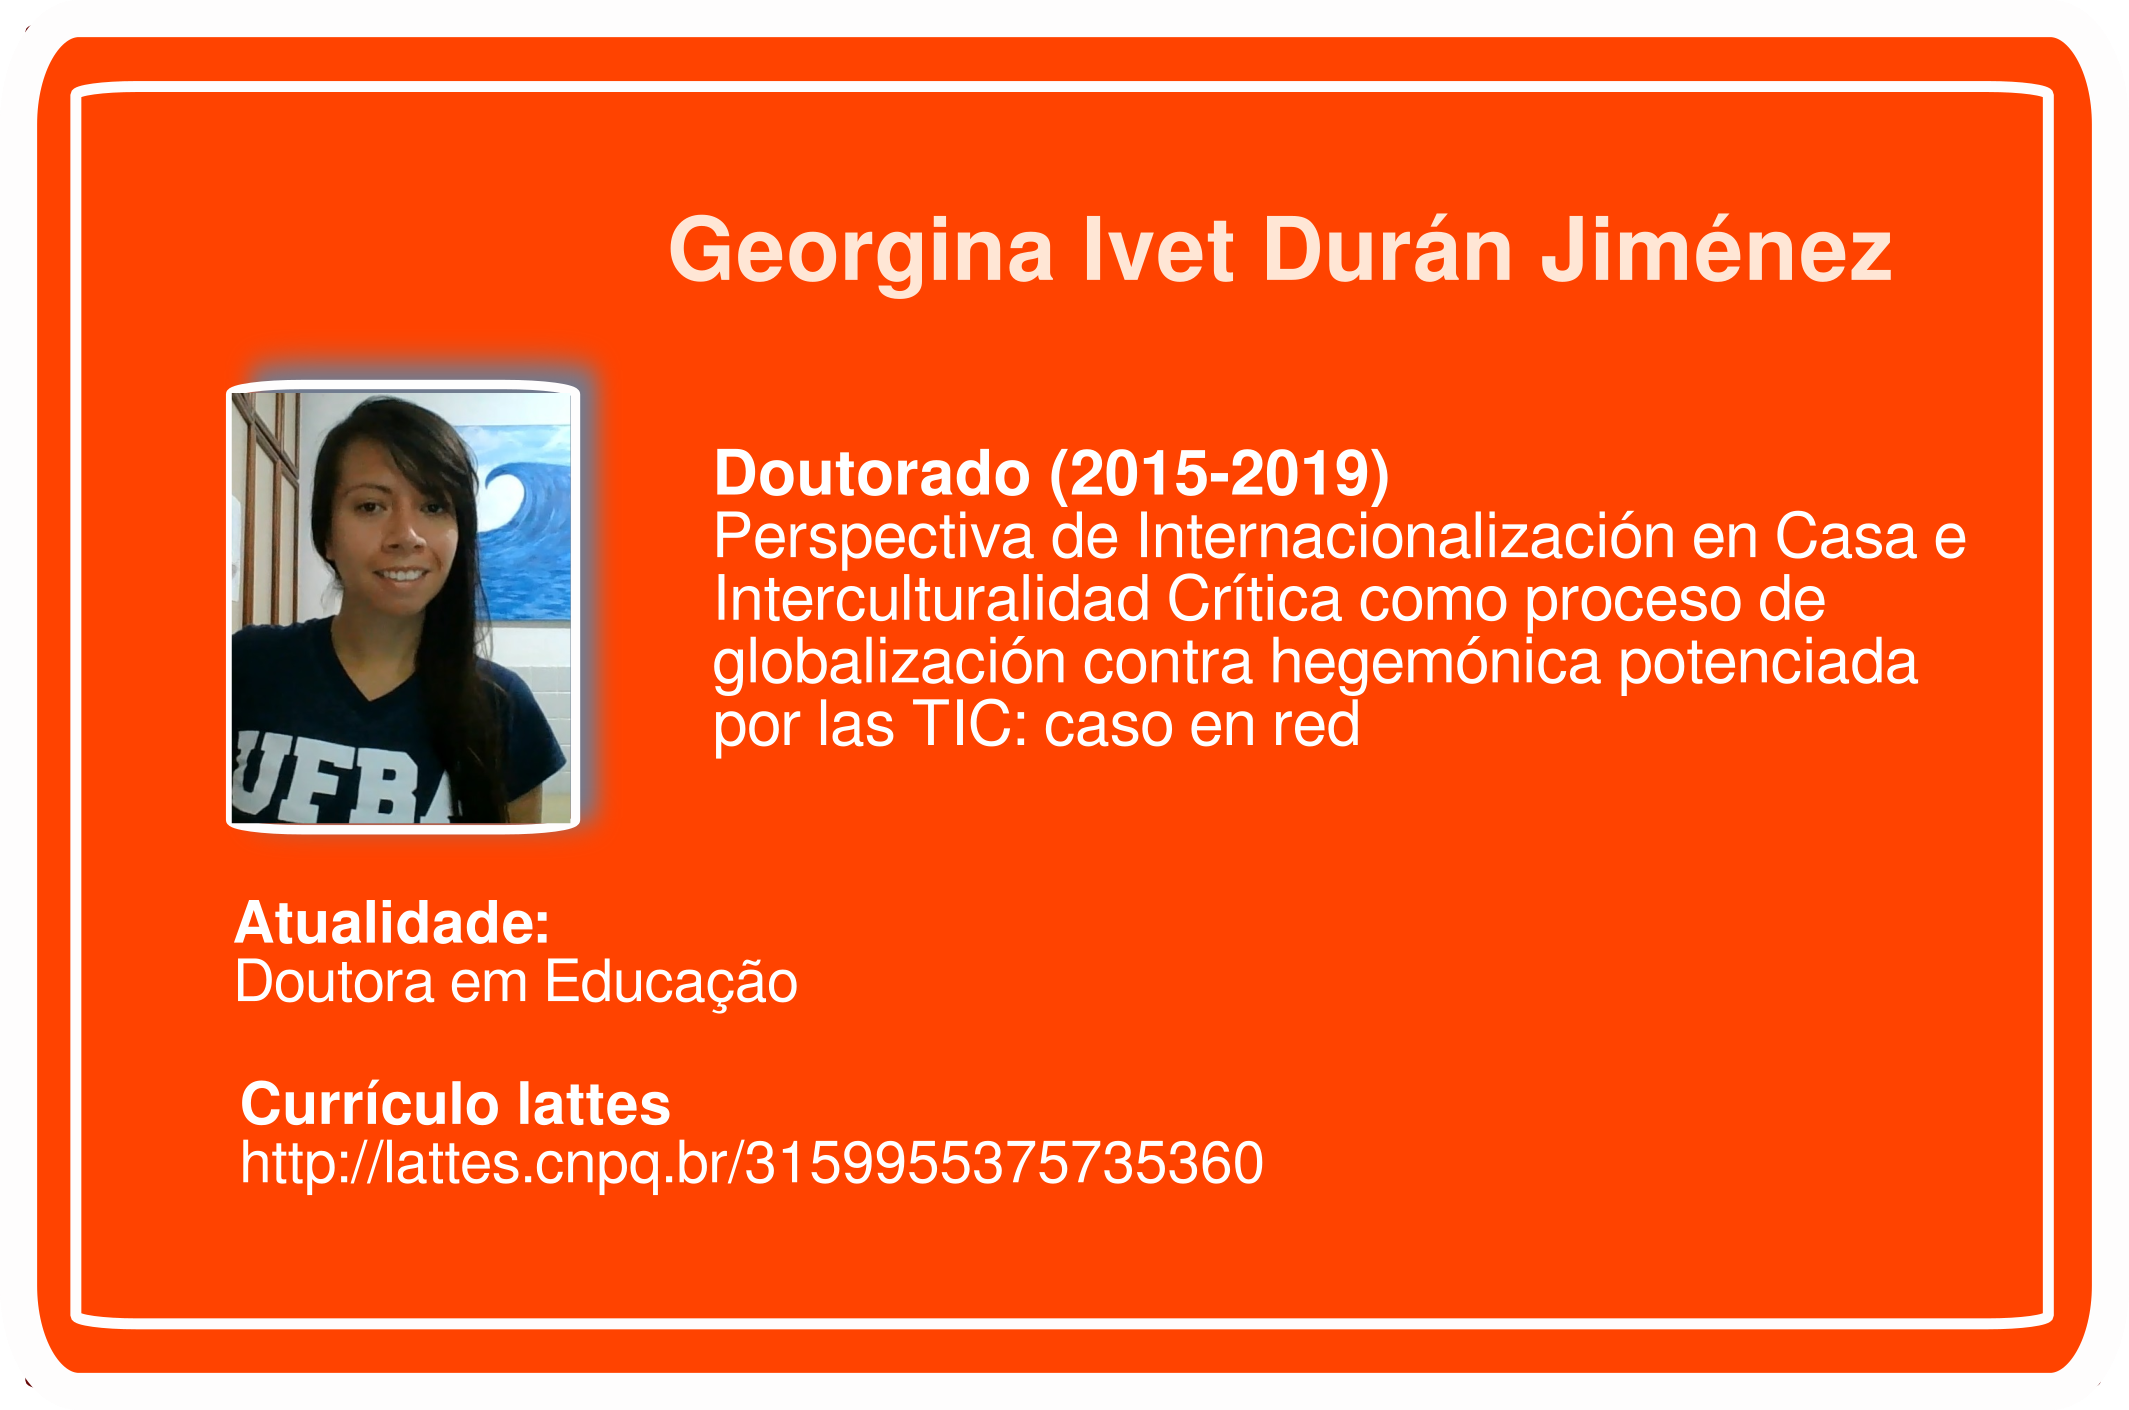 Georgina Ivet Durán Jiménez
Doutorado (2015-2019)
Perspectiva de Internacionalización en Casa e
Interculturalidad Crítica como proceso de
globalización contra hegemónica potenciada
por las TIC: caso en red
UFBA
Atualidade:
Doutora em Educação
Currículo lattes
http://lattes.cnpq.br/3159955375735360